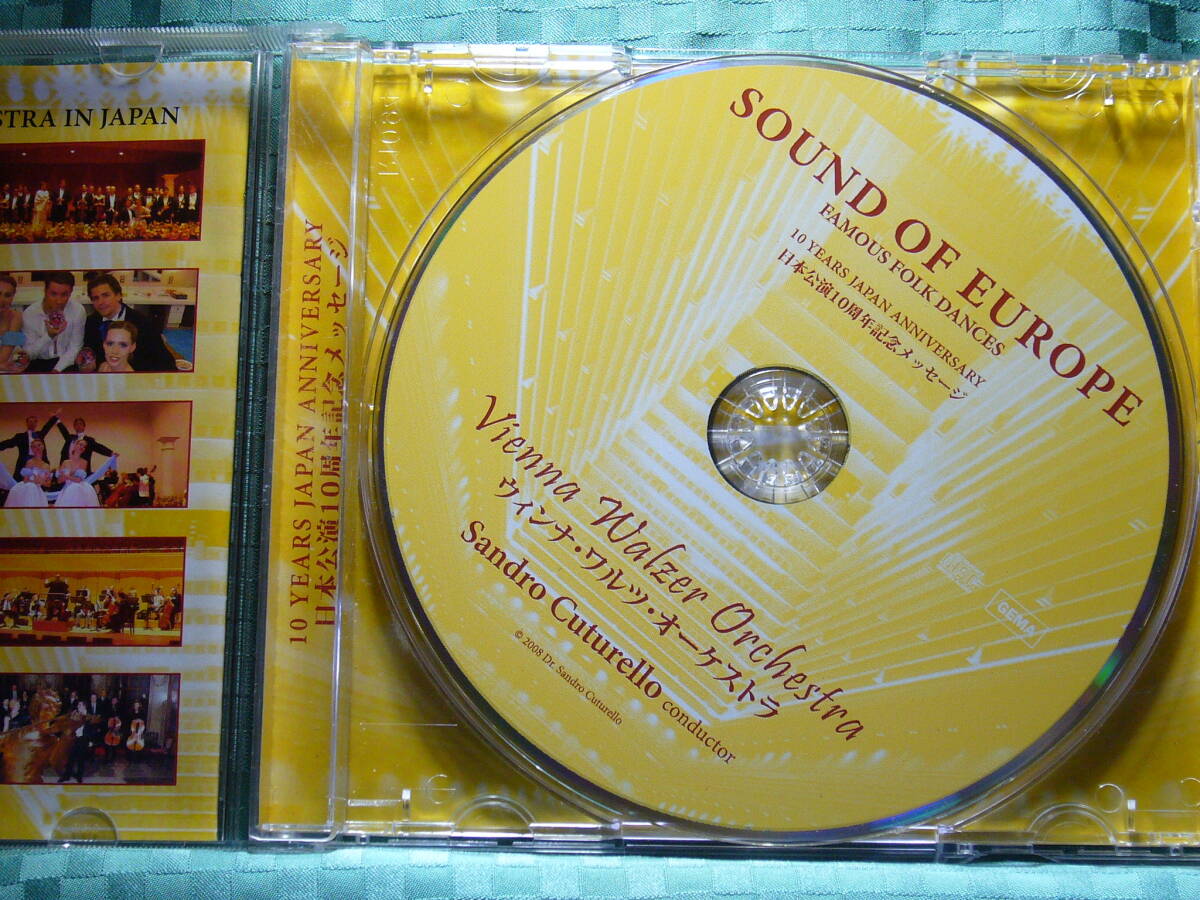 STRA IN JAPAN
10 YEARS JAPAN ANNIVERSARY
日本公演10周年記念メッセージ
SOUND OF EUROPE
FAMOUS FOLK DANCES
10 YEARS JAPAN ANNIVERSARY
日本公演10周年記念メッセージ
Vienna Walzer Orchestra
ウィンナ・ワルツ・オーケストラ
Sandro Cuturello conductor
© 2008 Dr. Sandro Cuturello
GEMA